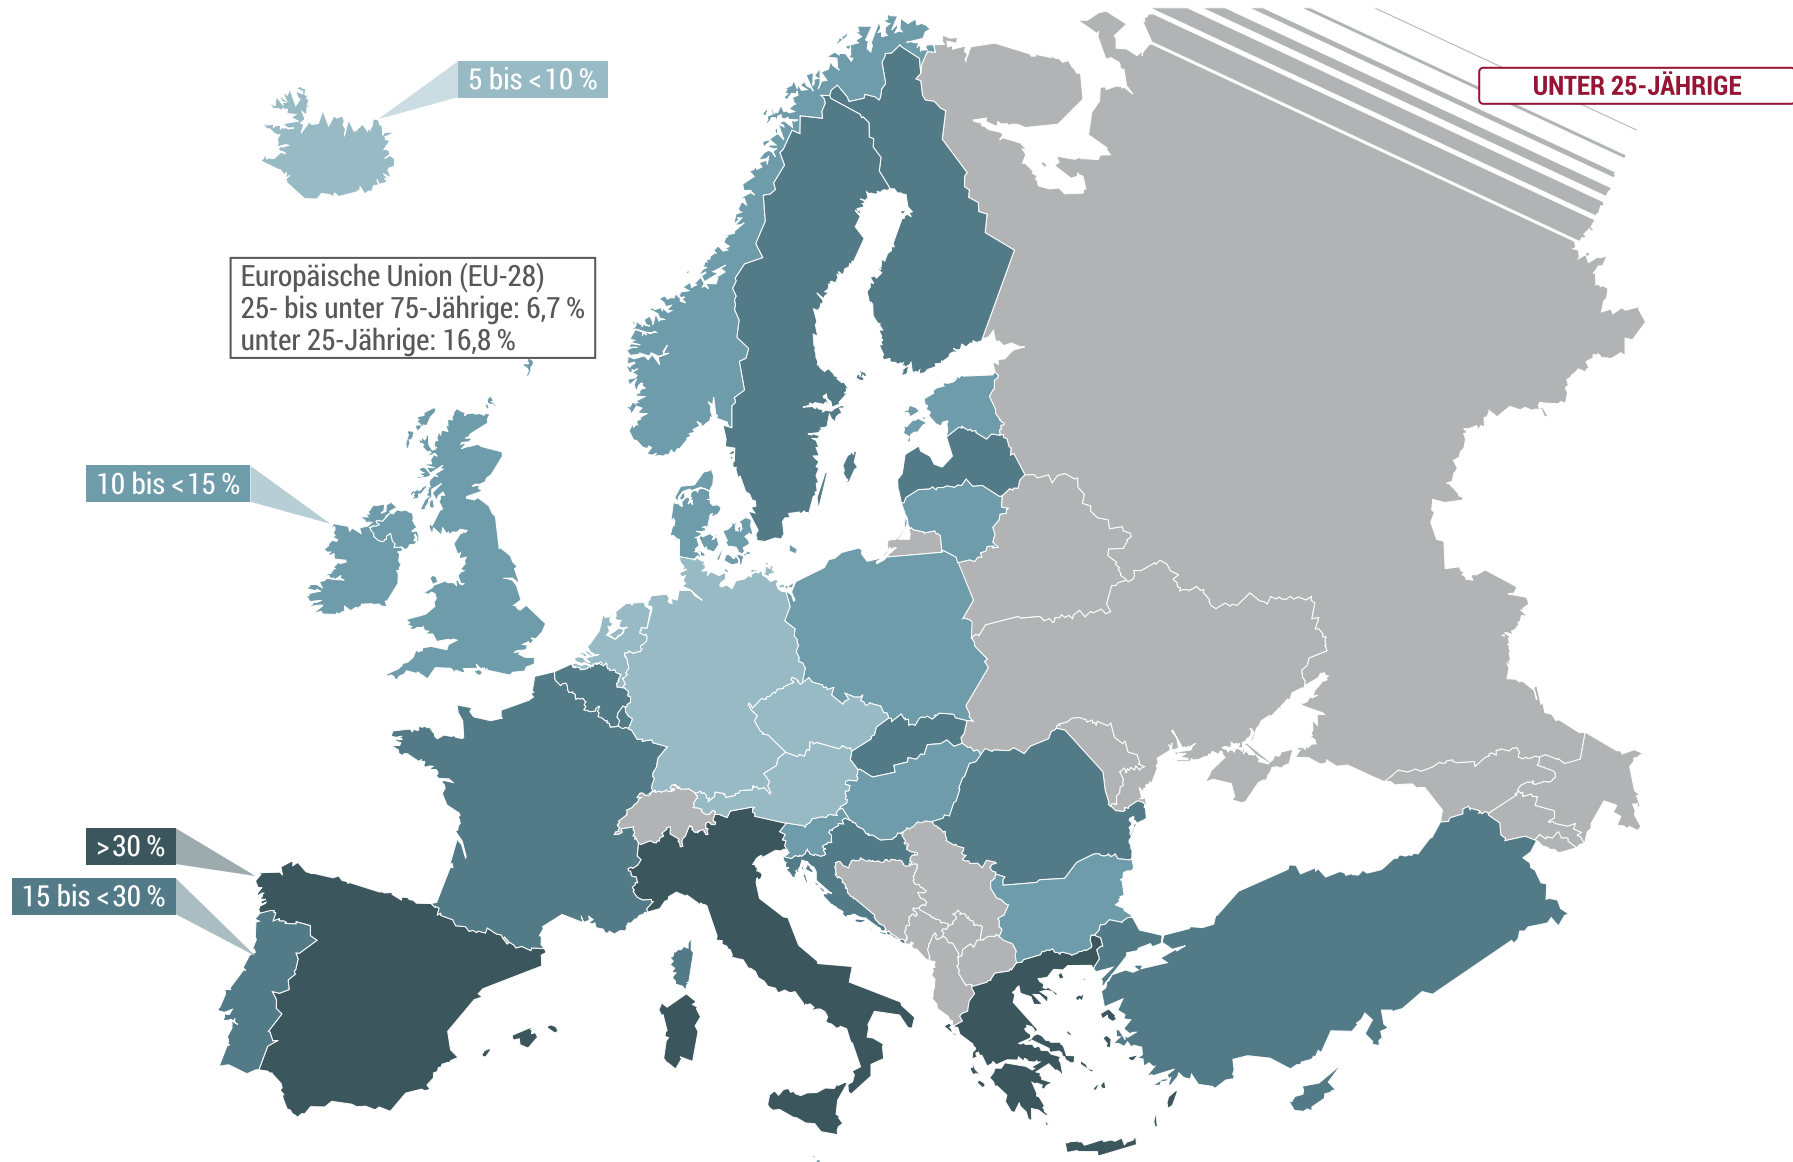 5 bis <10 %
UNTER 25-JÄHRIGE
Europäische Union (EU-28)
25- bis unter 75-Jährige: 6,7 %
unter 25-Jährige: 16,8 %
10 bis <15 %
>30 %
15 bis <30 %